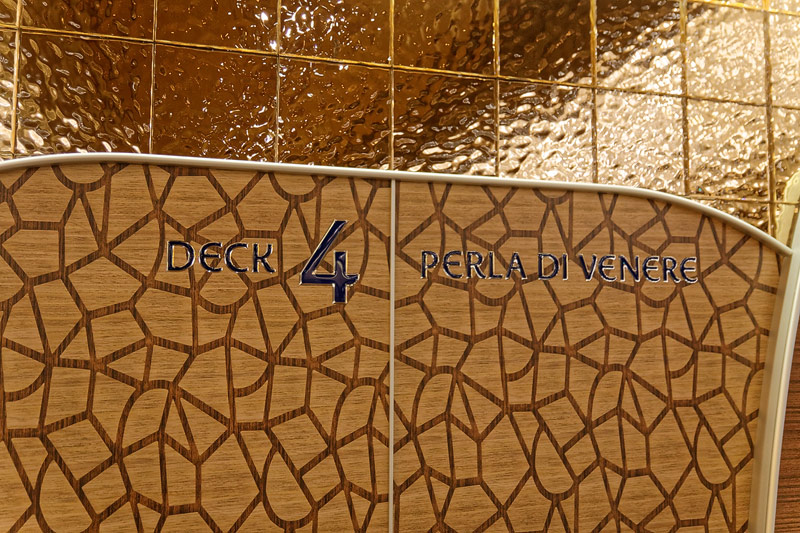 DECK 4 PERLA DI VENERE